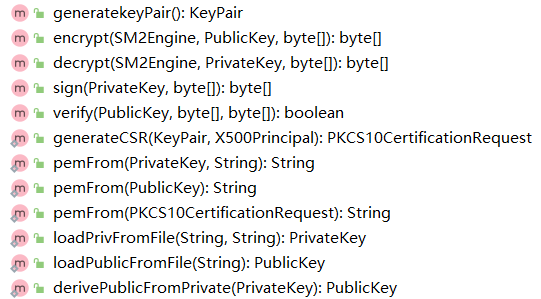 generatekeyPair(): KeyPair
encrypt(SM2Engine, PublicKey, byte[]): byte[]
decrypt(SM2Engine, PrivateKey, byte[]): byte[]
sign(PrivateKey, byte[]): byte[]
verify(PublicKey, byte[], byte[]): boolean
generateCSR(KeyPair, X500Principal): PKCS10CertificationRequest
pemFrom(PrivateKey, String): String
pemFrom(PublicKey): String
pemFrom(PKCS10CertificationRequest): String
loadPrivFromFile(String, String): PrivateKey
loadPublicFromFile(String): PublicKey
derivePublicFromPrivate(PrivateKey): PublicKey